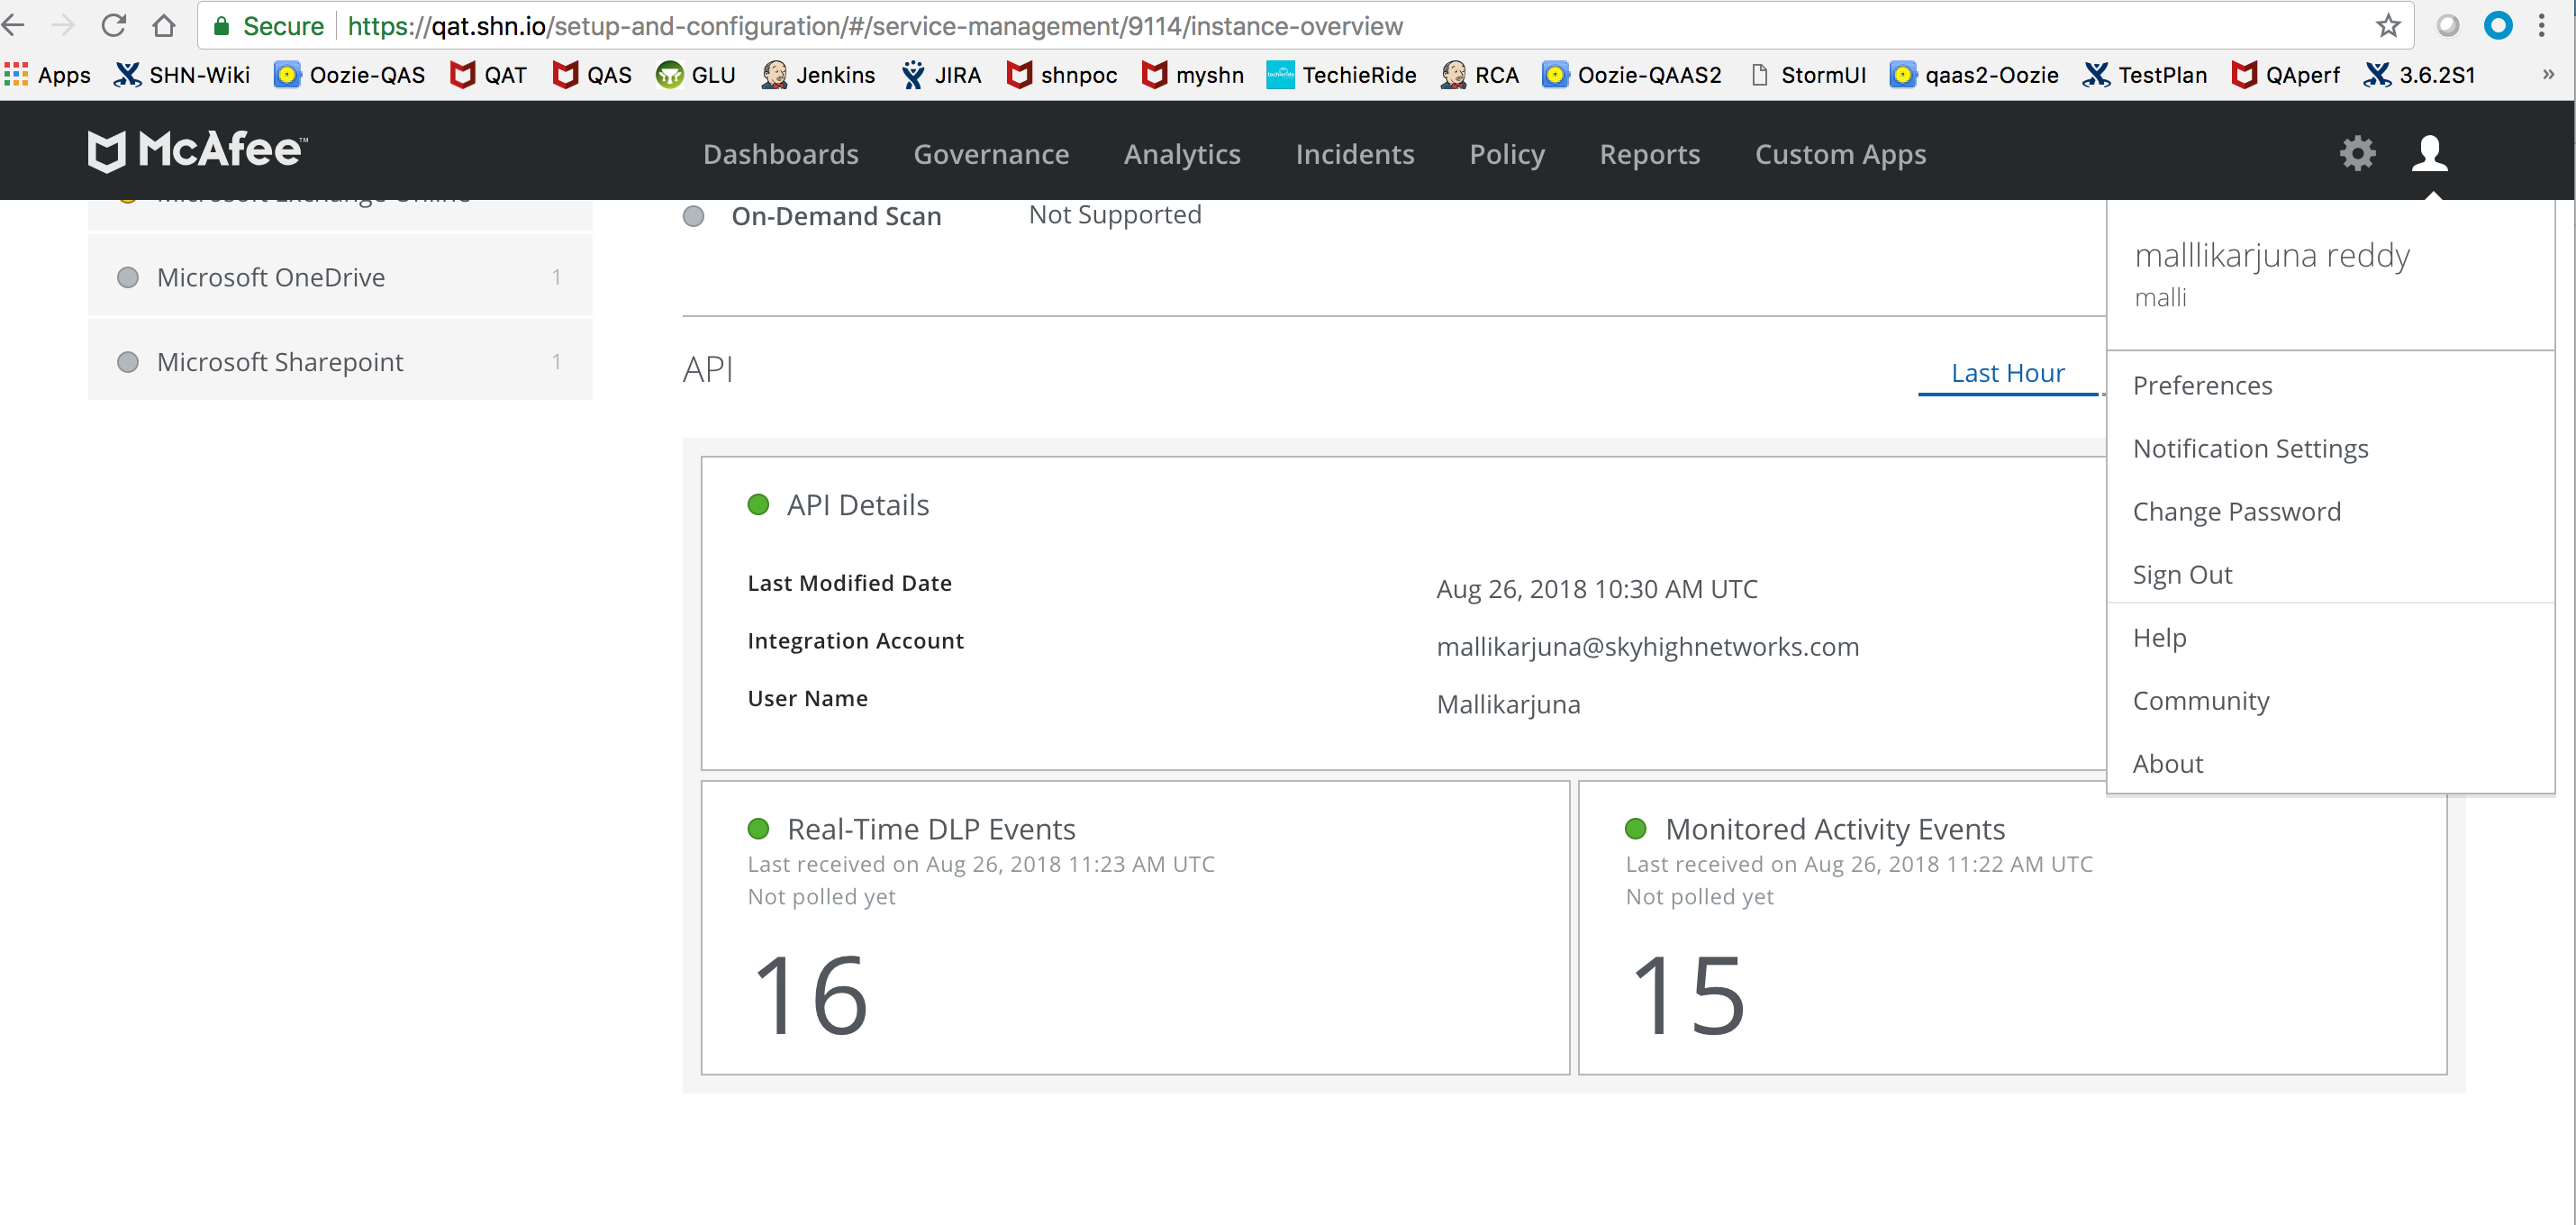 Secure https://qat.shn.io/setup-and-configuration/#/service-management/9114/instance-overview
Apps SHN-Wiki Oozie-QAS QAT QAS GLU Jenkins JIRA shnpoc myshn TechieRide RCA Oozie-QAAS2 StormUI qaas2-Oozie TestPlan QAperf 3.6.2S1 »
McAfee™ Dashboards Governance Analytics Incidents Policy Reports Custom Apps
Microsoft Exchange Online
On-Demand Scan Not Supported
Microsoft OneDrive 1
Microsoft Sharepoint 1
API
Last Hour
API Details
Last Modified Date Aug 26, 2018 10:30 AM UTC
Integration Account mallikarjuna@skyhighnetworks.com
User Name Mallikarjuna
Real-Time DLP Events
Last received on Aug 26, 2018 11:23 AM UTC
Not polled yet
16
Monitored Activity Events
Last received on Aug 26, 2018 11:22 AM UTC
Not polled yet
15
malllikarjuna reddy
malli
Preferences
Notification Settings
Change Password
Sign Out
Help
Community
About